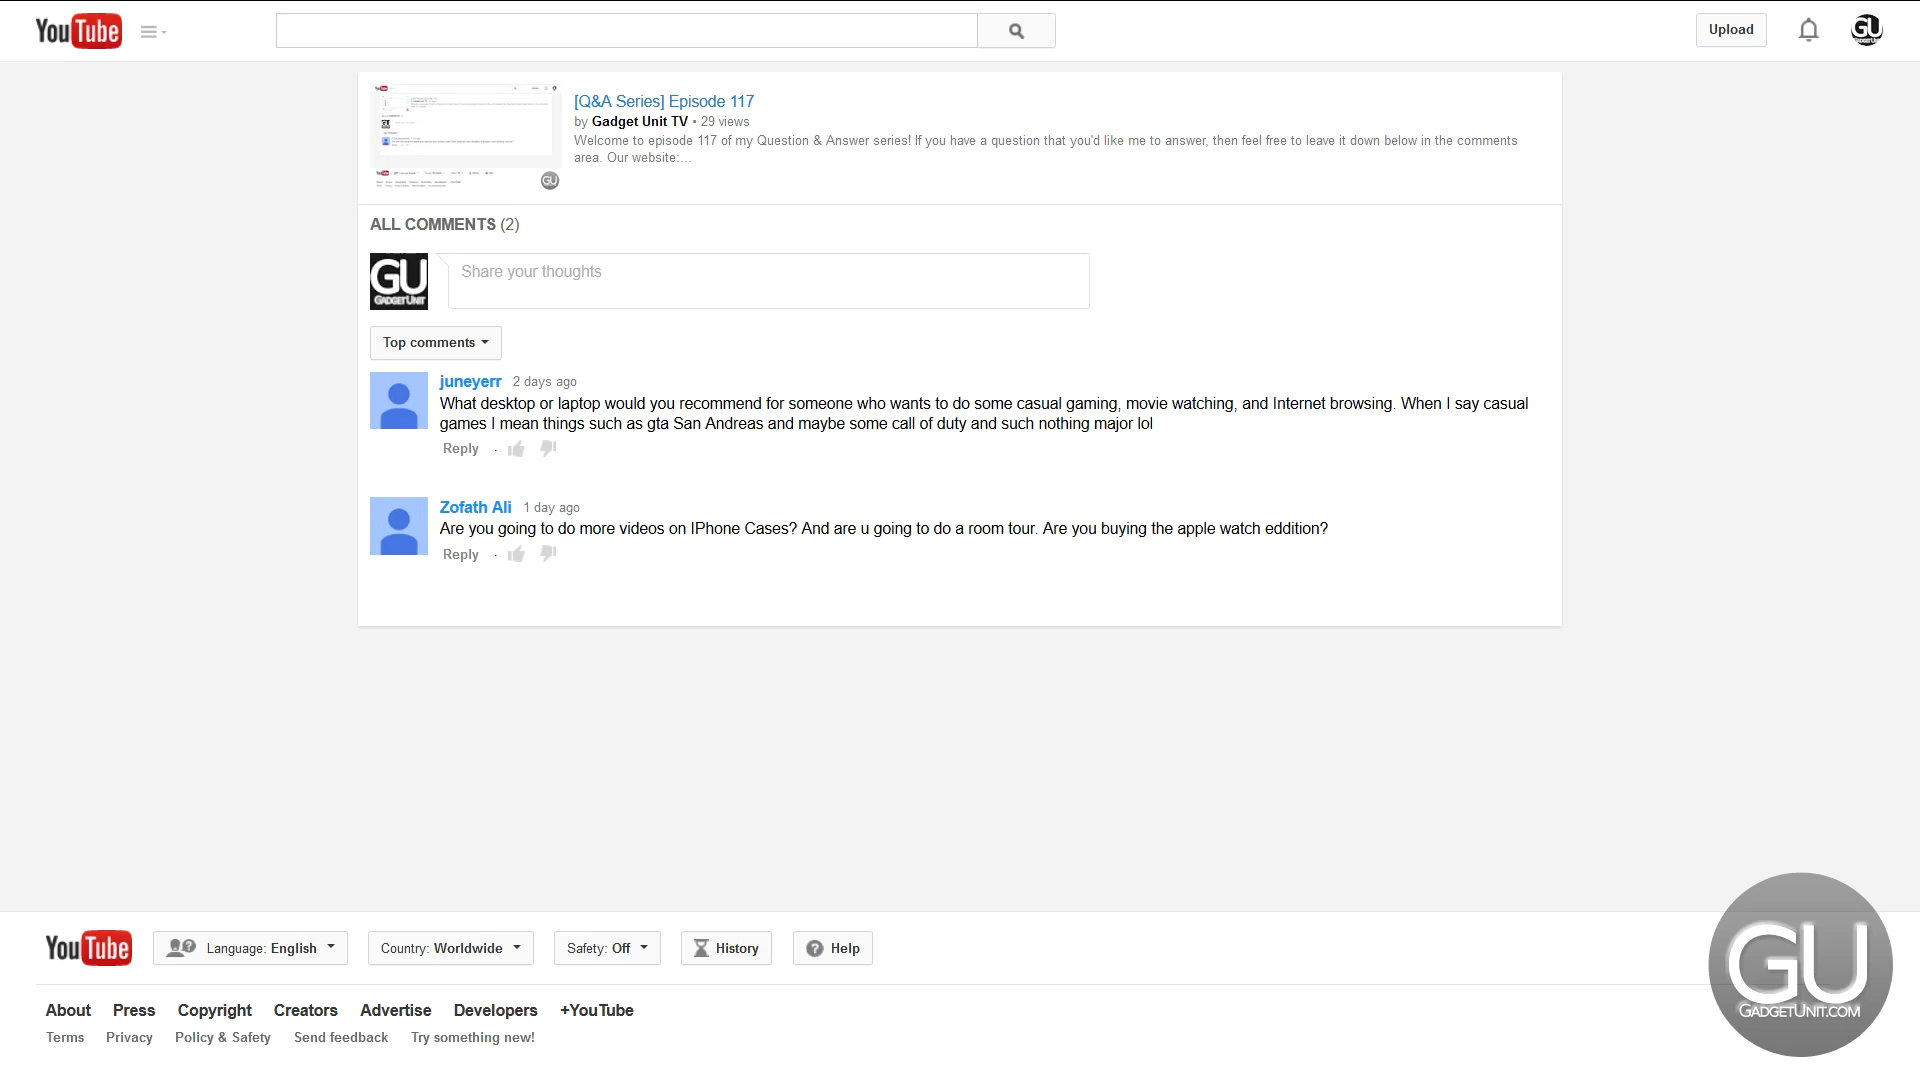 YouTube
Upload
GU
[Q&A Series] Episode 117
by Gadget Unit TV • 29 views
Welcome to episode 117 of my Question & Answer series! If you have a question that you'd like me to answer, then feel free to leave it down below in the comments
area. Our website:...
GU
ALL COMMENTS (2)
GU
GADGETUNIT
Share your thoughts
Top comments
juneyerr 2 days ago
What desktop or laptop would you recommend for someone who wants to do some casual gaming, movie watching, and Internet browsing. When I say casual
games I mean things such as gta San Andreas and maybe some call of duty and such nothing major lol
Reply
Zofath Ali 1 day ago
Are you going to do more videos on IPhone Cases? And are u going to do a room tour. Are you buying the apple watch eddition?
Reply
YouTube
Language: English
Country: Worldwide
Safety: Off
History
Help
About Press Copyright Creators Advertise Developers +YouTube
Terms Privacy Policy & Safety Send feedback Try something new!
GU
GADGETUNIT.COM